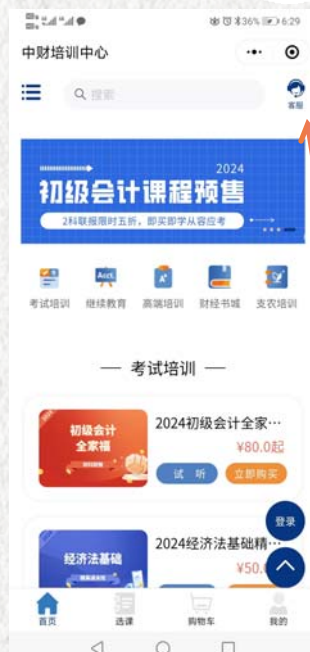 36% 6:29
中财培训中心
搜索
客服
2024
初级会计课程预售
2科联报限时五折，即买即学从容应考
考试培训 继续教育 高端培训 财经书城 支农培训
— 考试培训 —
初级会计
全家福
2024初级会计全家…
¥80.0起
试 听 立即购买
登录
经济法基础
2024经济法基础精…
¥50.
首页 选课 购物车 我的